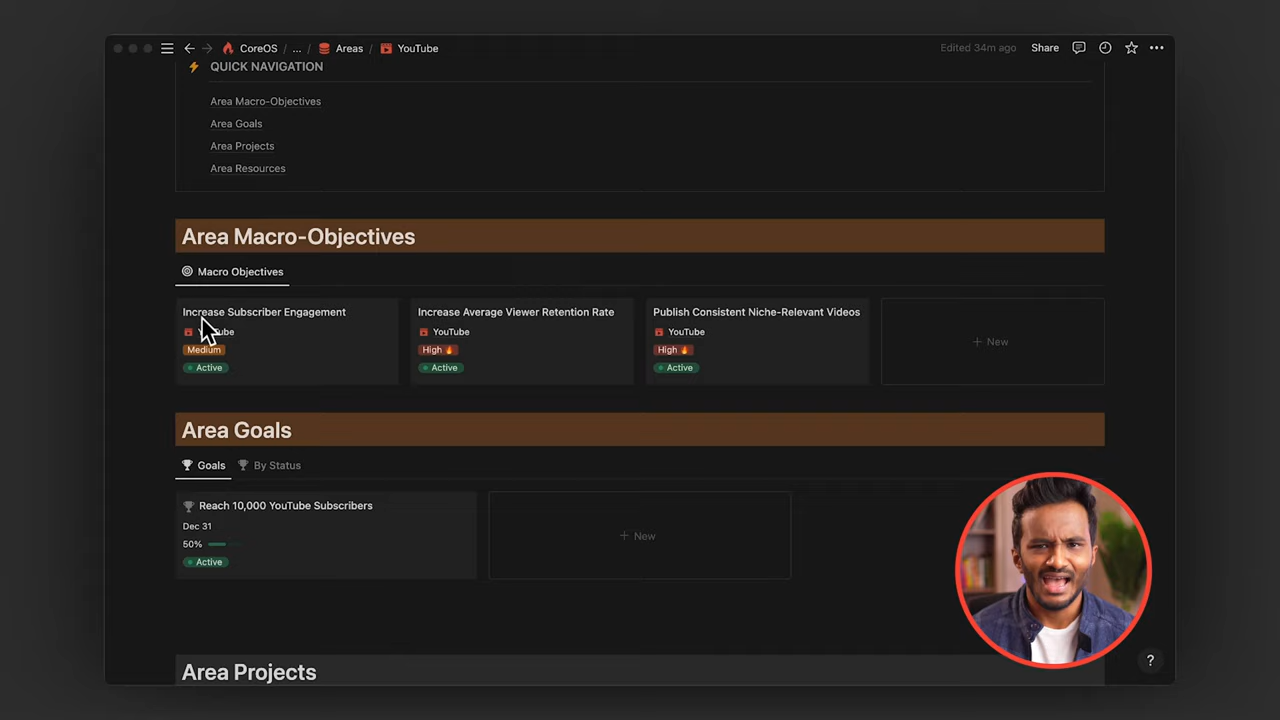 CoreOS / ... / Areas / YouTube
Edited 34m ago Share
⚡ QUICK NAVIGATION
Area Macro-Objectives
Area Goals
Area Projects
Area Resources
Area Macro-Objectives
Macro Objectives
Increase Subscriber Engagement
YouTube
Medium
Active
Increase Average Viewer Retention Rate
YouTube
High 🔥
Active
Publish Consistent Niche-Relevant Videos
YouTube
High 🔥
Active
+ New
Area Goals
Goals By Status
Reach 10,000 YouTube Subscribers
Dec 31
50%
Active
+ New
Area Projects
?